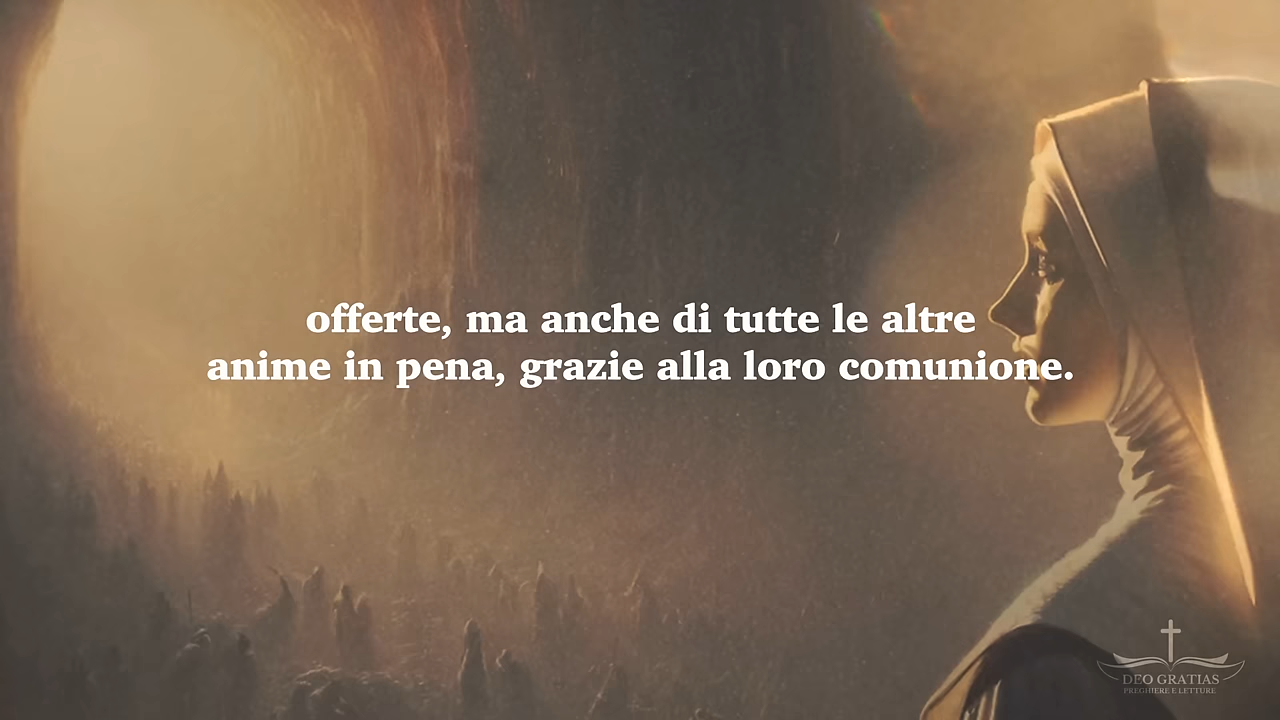 offerte, ma anche di tutte le altre
anime in pena, grazie alla loro comunione.
DEO GRATIAS
PREGHIERE E LETTURE